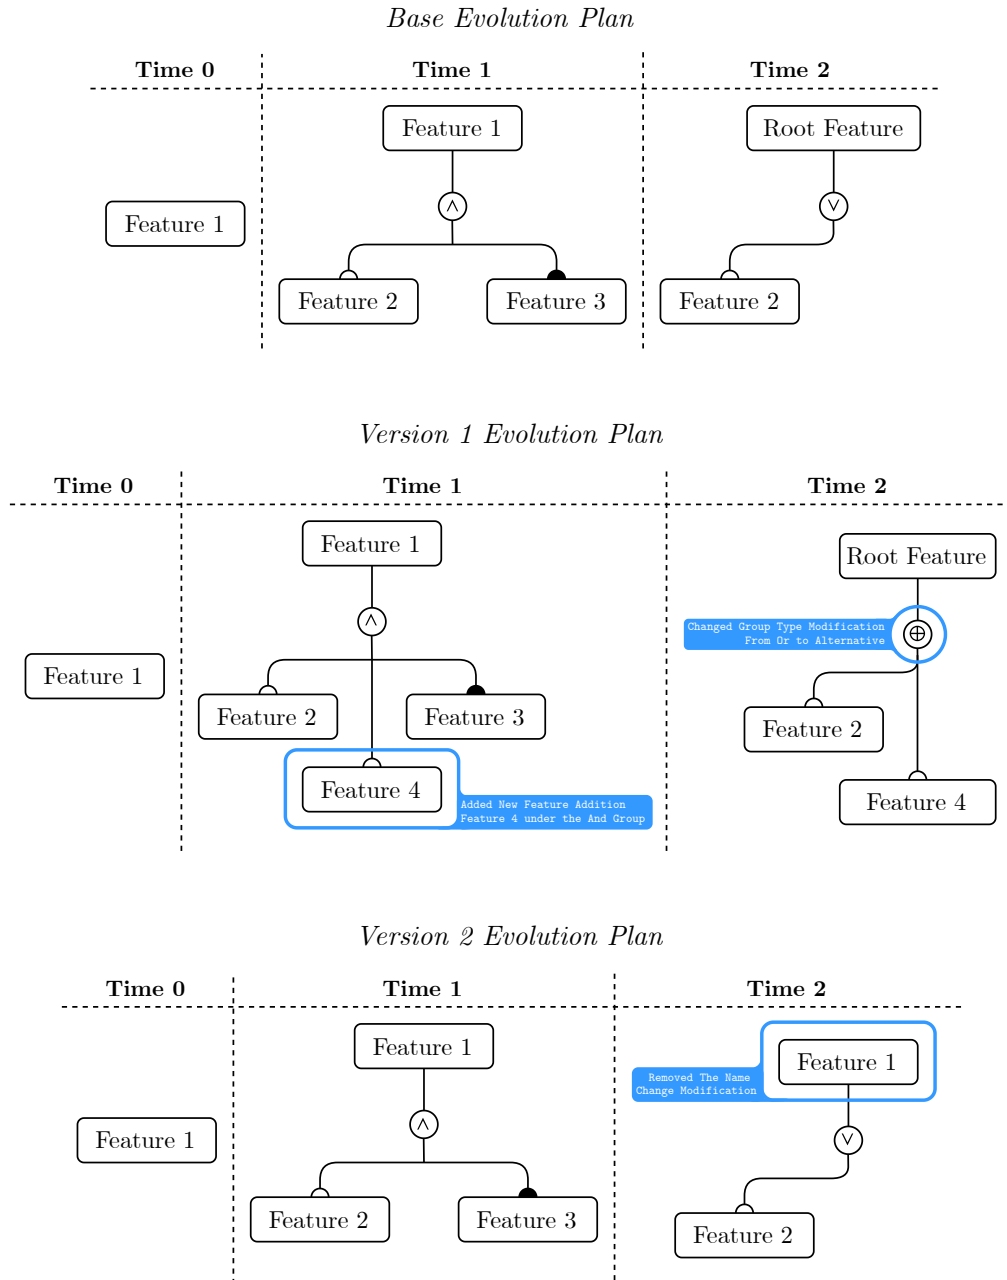 Base Evolution Plan
Time 0
Time 1
Time 2
Feature 1
Root Feature
∧
∨
Feature 1
Feature 2
Feature 3
Feature 2
Version 1 Evolution Plan
Time 0
Time 1
Time 2
Feature 1
Root Feature
∧
Changed Group Type Modification
From Or to Alternative
⊕
Feature 1
Feature 2
Feature 3
Feature 2
Feature 4
Added New Feature Addition
Feature 4 under the And Group
Feature 4
Version 2 Evolution Plan
Time 0
Time 1
Time 2
Feature 1
Feature 1
Removed The Name
Change Modification
∧
∨
Feature 1
Feature 2
Feature 3
Feature 2